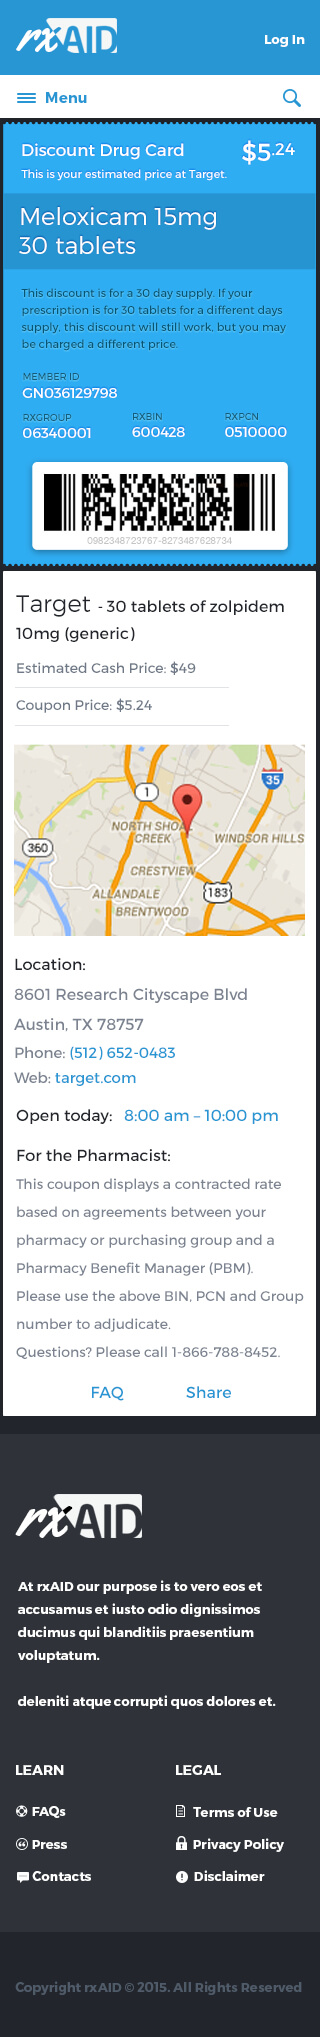 rxAID
Log In
Menu
Discount Drug Card
$5.24
This is your estimated price at Target.
Meloxicam 15mg
30 tablets
This discount is for a 30 day supply. If your
prescription is for 30 tablets for a different days
supply, this discount will still work, but you may
be charged a different price.
MEMBER ID
GN036129798
RXGROUP RXBIN RXPCN
06340001 600428 0510000
0982348723767-8273487628734
Target - 30 tablets of zolpidem
10mg (generic)
Estimated Cash Price: $49
Coupon Price: $5.24
1
35
NORTH SHOAL
CREEK
WINDSOR HILLS
360
CRESTVIEW
183
ALLANDALE
BRENTWOOD
Location:
8601 Research Cityscape Blvd
Austin, TX 78757
Phone: (512) 652-0483
Web: target.com
Open today: 8:00 am – 10:00 pm
For the Pharmacist:
This coupon displays a contracted rate
based on agreements between your
pharmacy or purchasing group and a
Pharmacy Benefit Manager (PBM).
Please use the above BIN, PCN and Group
number to adjudicate.
Questions? Please call 1-866-788-8452.
FAQ Share
rxAID
At rxAID our purpose is to vero eos et
accusamus et iusto odio dignissimos
ducimus qui blanditiis praesentium
voluptatum.
deleniti atque corrupti quos dolores et.
LEARN LEGAL
FAQs Terms of Use
Press Privacy Policy
Contacts Disclaimer
Copyright rxAID © 2015. All Rights Reserved